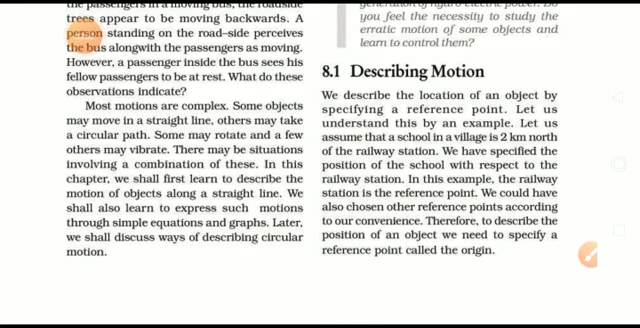 the passengers in a moving bus, the roadside
trees appear to be moving backwards. A
person standing on the road-side perceives
the bus alongwith the passengers as moving.
However, a passenger inside the bus sees his
fellow passengers to be at rest. What do these
observations indicate?
Most motions are complex. Some objects
may move in a straight line, others may take
a circular path. Some may rotate and a few
others may vibrate. There may be situations
involving a combination of these. In this
chapter, we shall first learn to describe the
motion of objects along a straight line. We
shall also learn to express such motions
through simple equations and graphs. Later,
we shall discuss ways of describing circular
motion.
generation of hydro-electric power. Do
you feel the necessity to study the
erratic motion of some objects and
learn to control them?
8.1 Describing Motion
We describe the location of an object by
specifying a reference point. Let us
understand this by an example. Let us
assume that a school in a village is 2 km north
of the railway station. We have specified the
position of the school with respect to the
railway station. In this example, the railway
station is the reference point. We could have
also chosen other reference points according
to our convenience. Therefore, to describe the
position of an object we need to specify a
reference point called the origin.